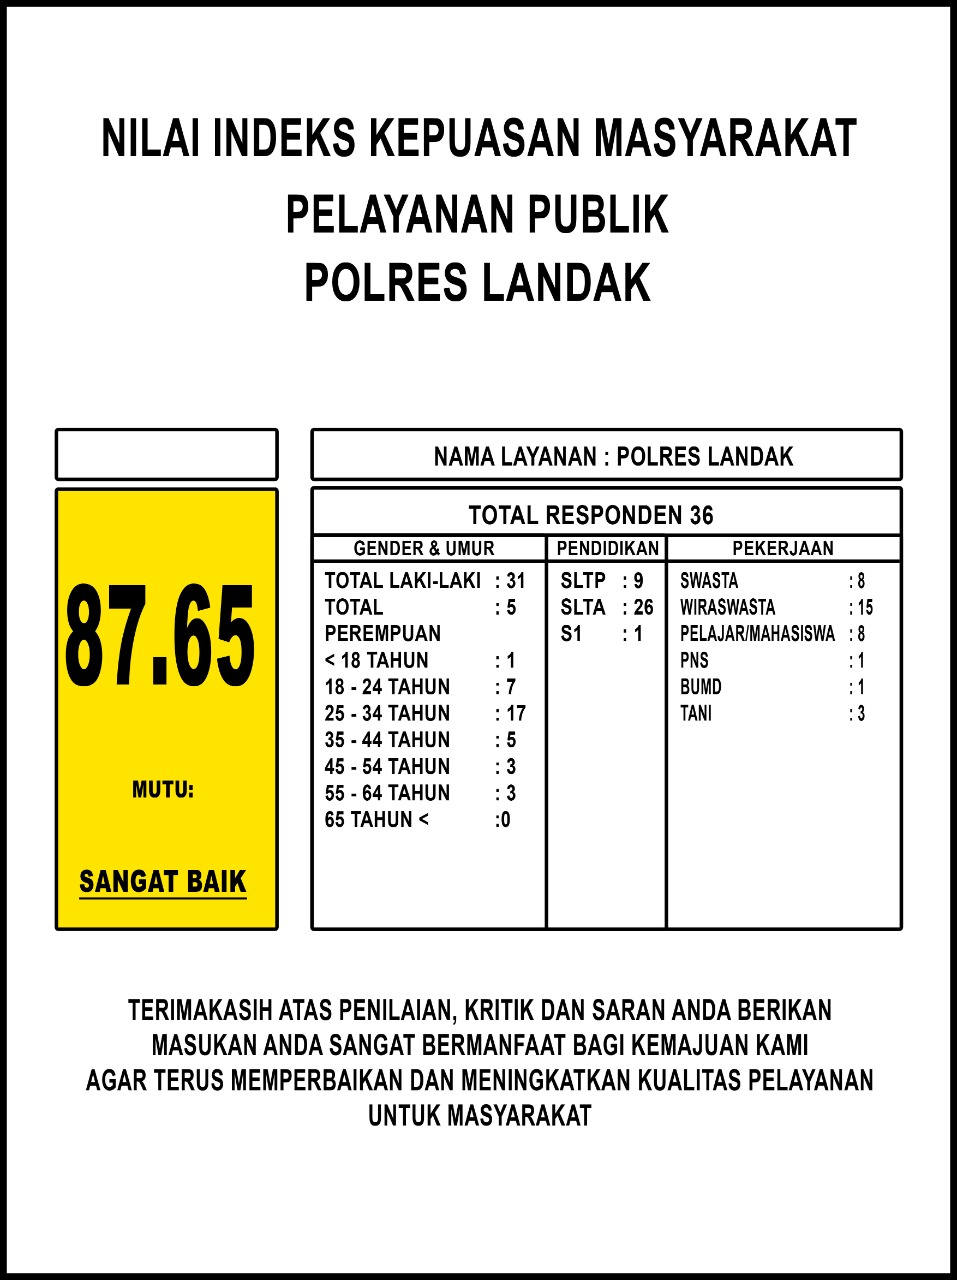 NILAI INDEKS KEPUASAN MASYARAKAT
PELAYANAN PUBLIK
POLRES LANDAK
87.65
MUTU:
SANGAT BAIK
NAMA LAYANAN : POLRES LANDAK
TOTAL RESPONDEN 36
GENDER & UMUR
TOTAL LAKI-LAKI : 31
TOTAL : 5
PEREMPUAN
< 18 TAHUN : 1
18 - 24 TAHUN : 7
25 - 34 TAHUN : 17
35 - 44 TAHUN : 5
45 - 54 TAHUN : 3
55 - 64 TAHUN : 3
65 TAHUN < :0
PENDIDIKAN
SLTP : 9
SLTA : 26
S1 : 1
PEKERJAAN
SWASTA : 8
WIRASWASTA : 15
PELAJAR/MAHASISWA : 8
PNS : 1
BUMD : 1
TANI : 3
TERIMAKASIH ATAS PENILAIAN, KRITIK DAN SARAN ANDA BERIKAN
MASUKAN ANDA SANGAT BERMANFAAT BAGI KEMAJUAN KAMI
AGAR TERUS MEMPERBAIKAN DAN MENINGKATKAN KUALITAS PELAYANAN
UNTUK MASYARAKAT